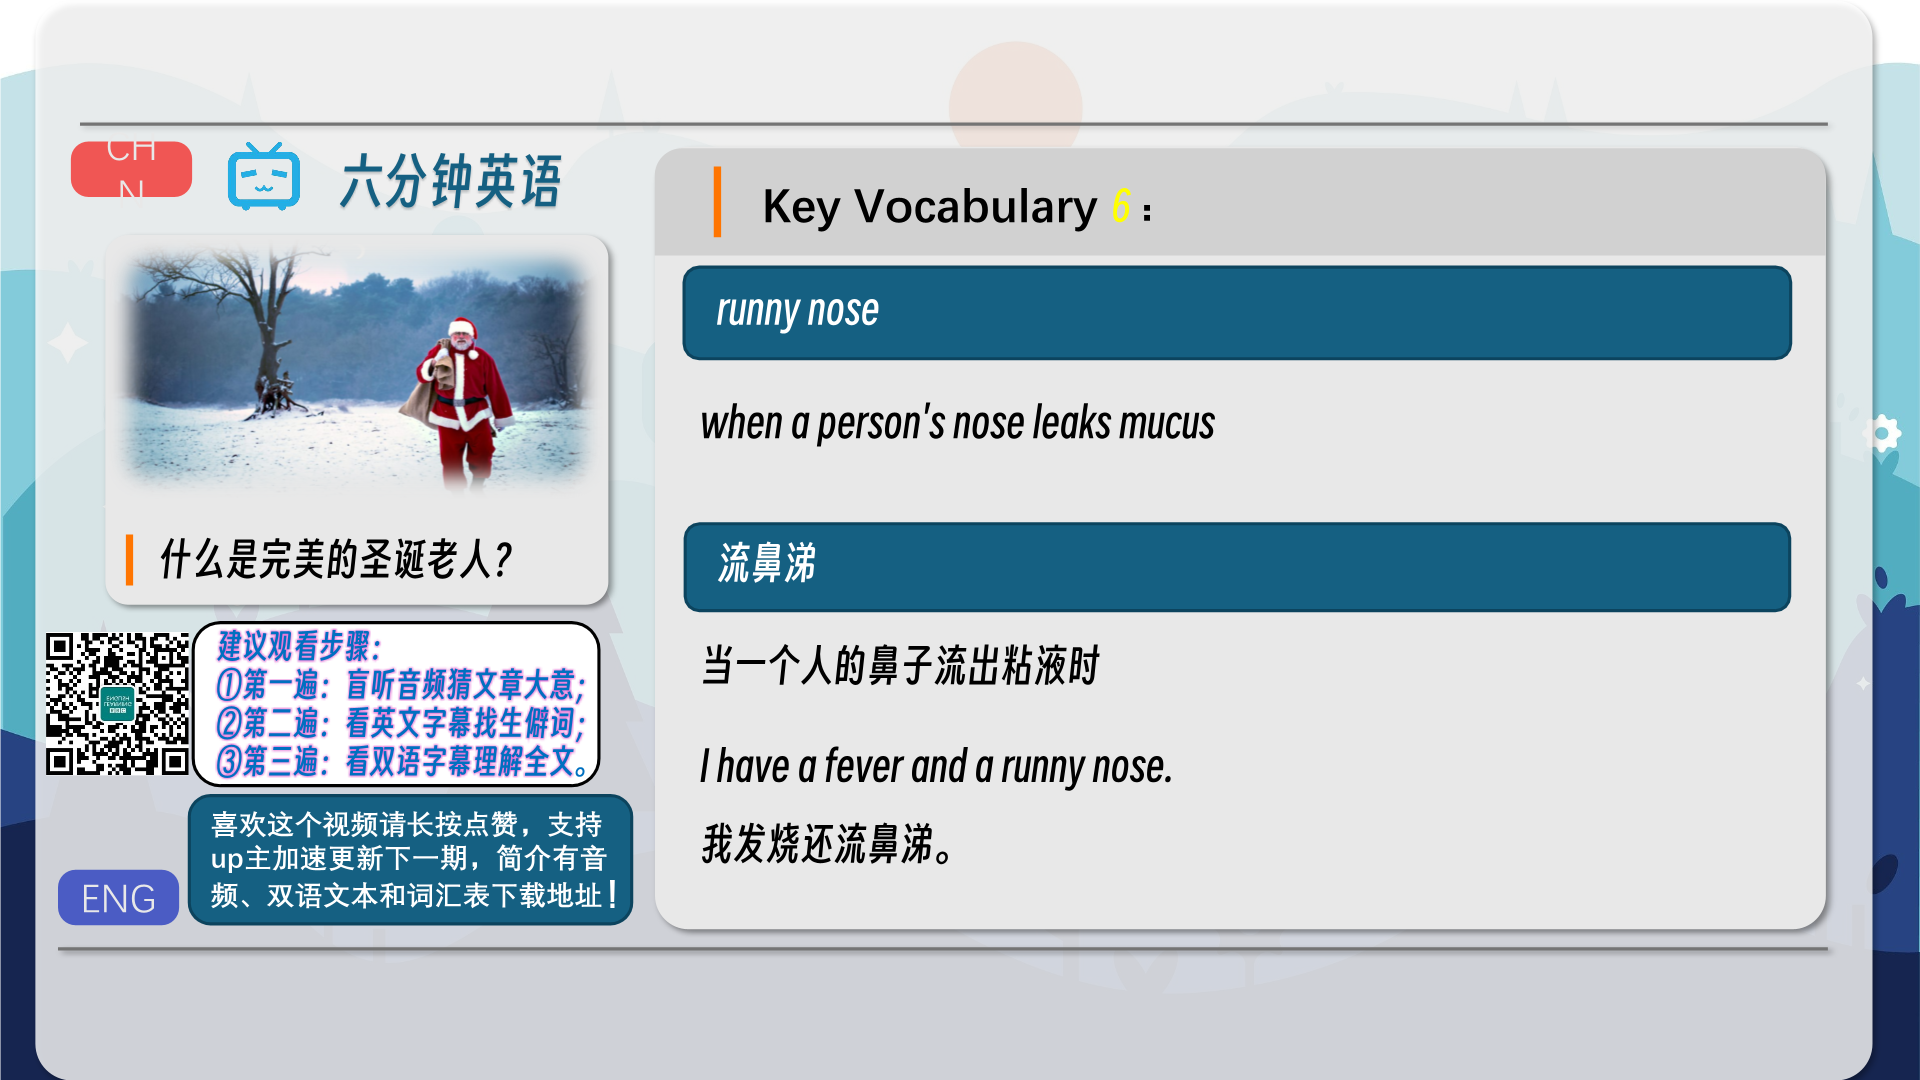 CH
N
六分钟英语
什么是完美的圣诞老人?
建议观看步骤:
①第一遍: 盲听音频猜文章大意;
②第二遍: 看英文字幕找生僻词;
③第三遍: 看双语字幕理解全文。
喜欢这个视频请长按点赞，支持
up主加速更新下一期，简介有音
频、双语文本和词汇表下载地址！
ENG
Key Vocabulary 6：
runny nose
when a person's nose leaks mucus
流鼻涕
当一个人的鼻子流出粘液时
I have a fever and a runny nose.
我发烧还流鼻涕。